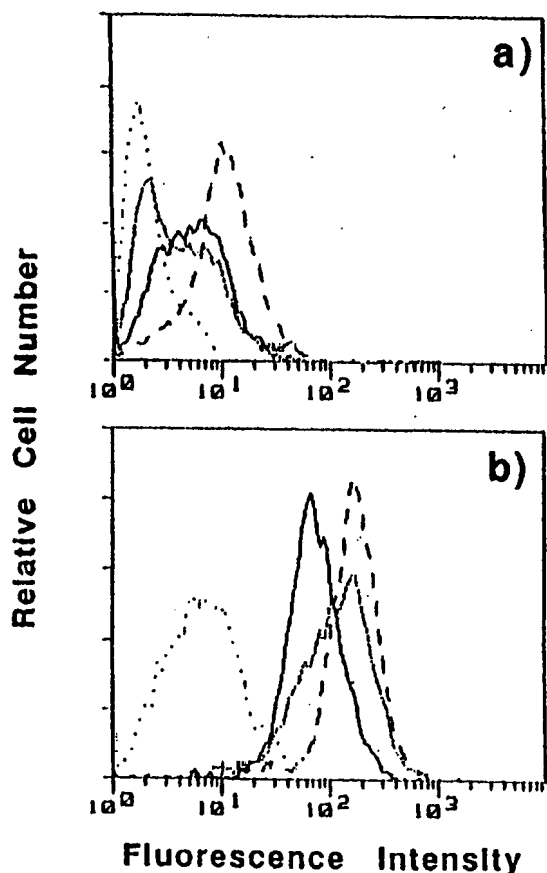 a)
10⁰ 10¹ 10² 10³
b)
10⁰ 10¹ 10² 10³
Relative Cell Number
Fluorescence Intensity